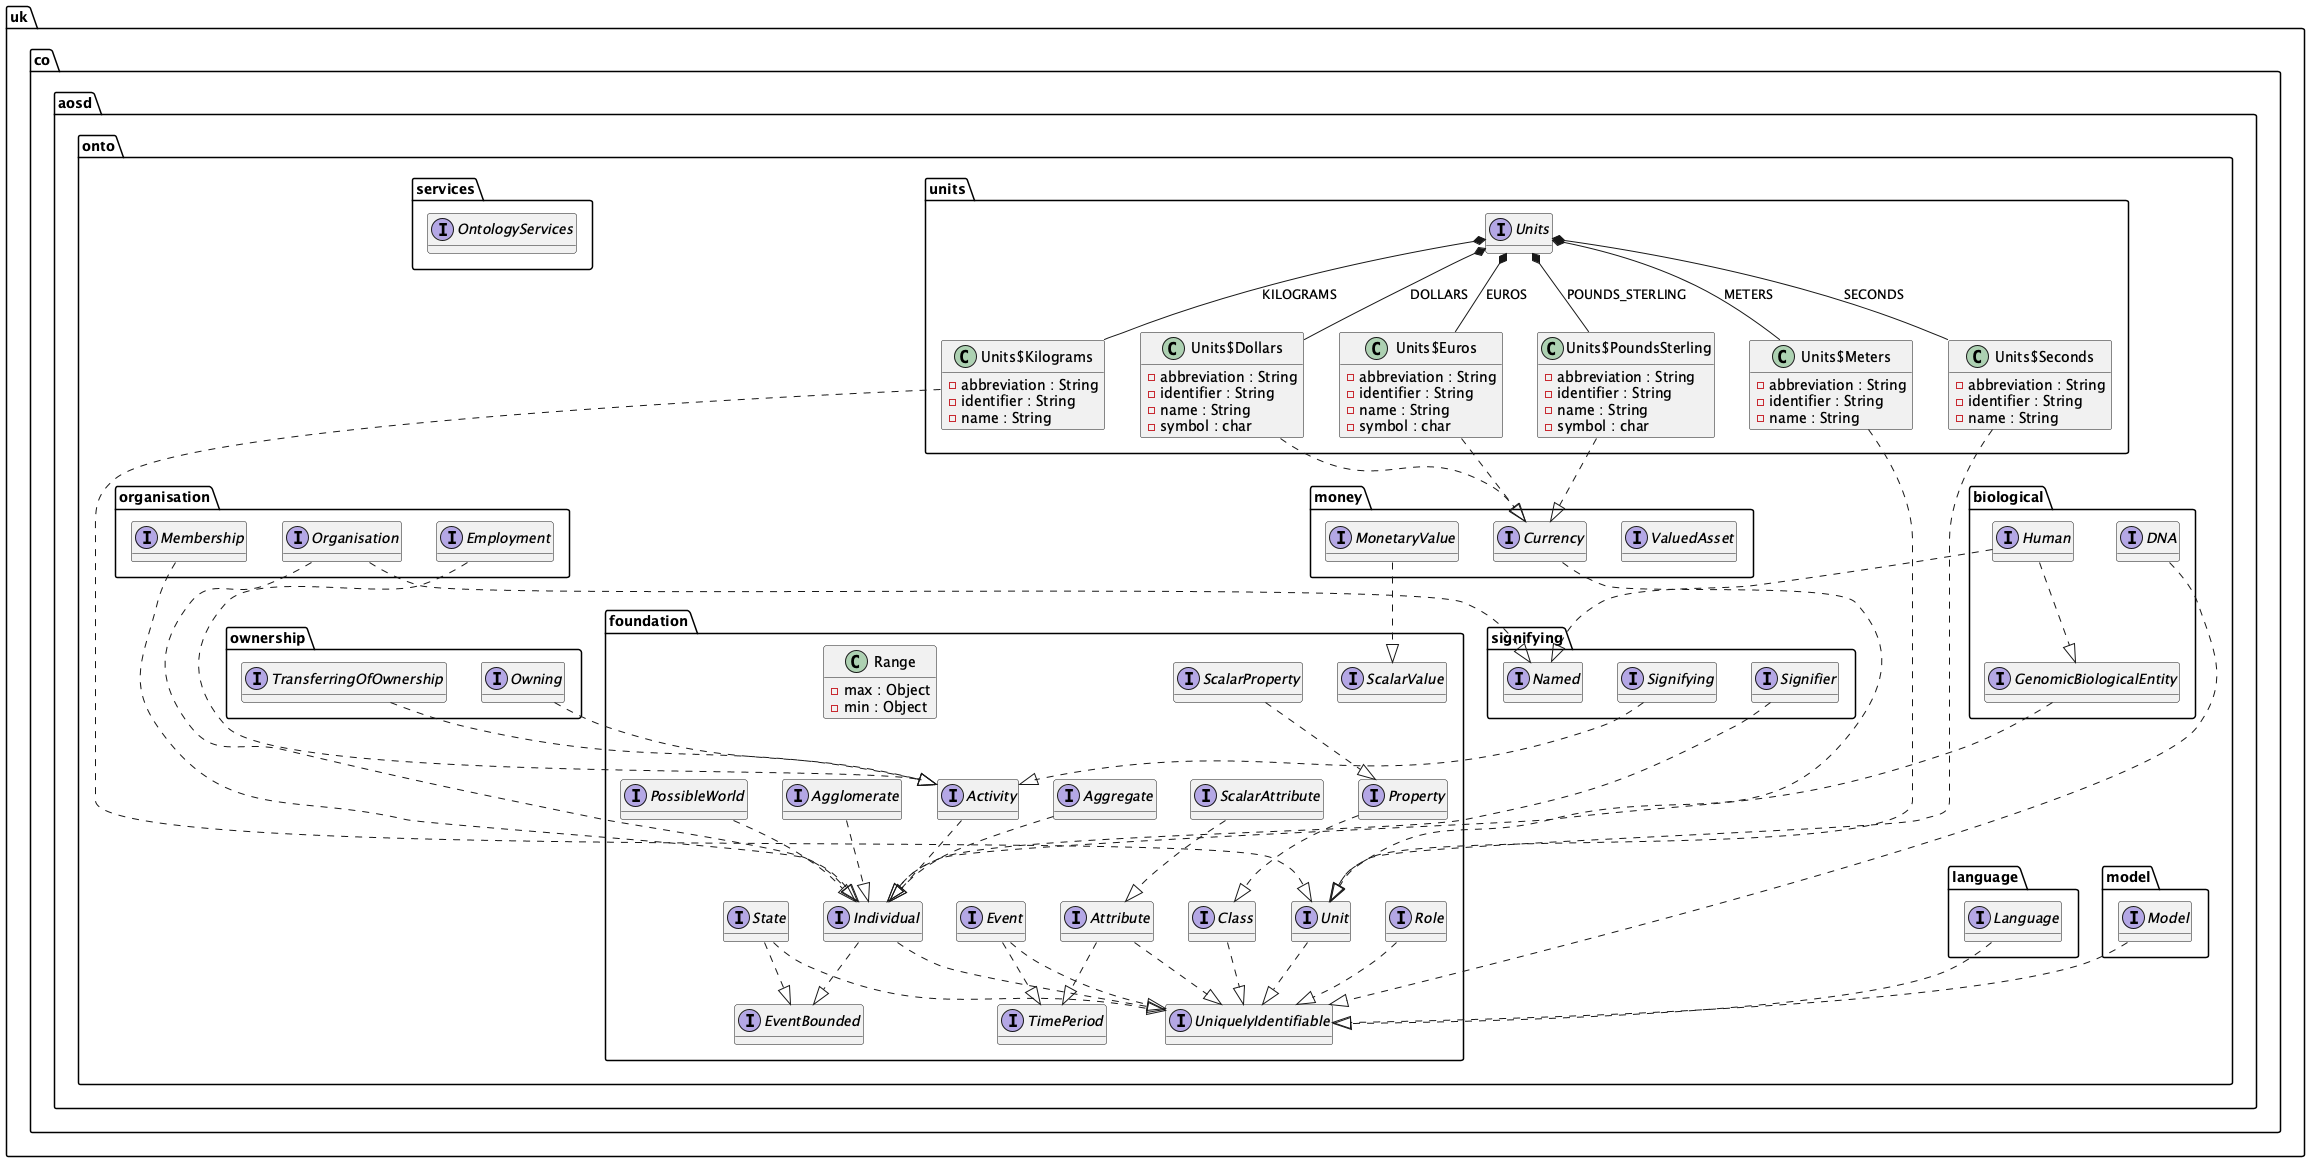 uk
co
aosd
onto
services
I OntologyServices
units
I Units
KILOGRAMS
DOLLARS
EUROS
POUNDS_STERLING
METERS
SECONDS
C Units$Kilograms
abbreviation : String
identifier : String
name : String
C Units$Dollars
abbreviation : String
identifier : String
name : String
symbol : char
C Units$Euros
abbreviation : String
identifier : String
name : String
symbol : char
C Units$PoundsSterling
abbreviation : String
identifier : String
name : String
symbol : char
C Units$Meters
abbreviation : String
identifier : String
name : String
C Units$Seconds
abbreviation : String
identifier : String
name : String
organisation
I Membership
I Organisation
I Employment
money
I MonetaryValue
I Currency
I ValuedAsset
biological
I Human
I DNA
I GenomicBiologicalEntity
ownership
I TransferringOfOwnership
I Owning
foundation
C Range
max : Object
min : Object
I ScalarProperty
I ScalarValue
signifying
I Named
I Signifying
I Signifier
I PossibleWorld
I Agglomerate
I Activity
I Aggregate
I ScalarAttribute
I Property
I State
I Individual
I Event
I Attribute
I Class
I Unit
I Role
I EventBounded
I TimePeriod
I UniquelyIdentifiable
language
I Language
model
I Model